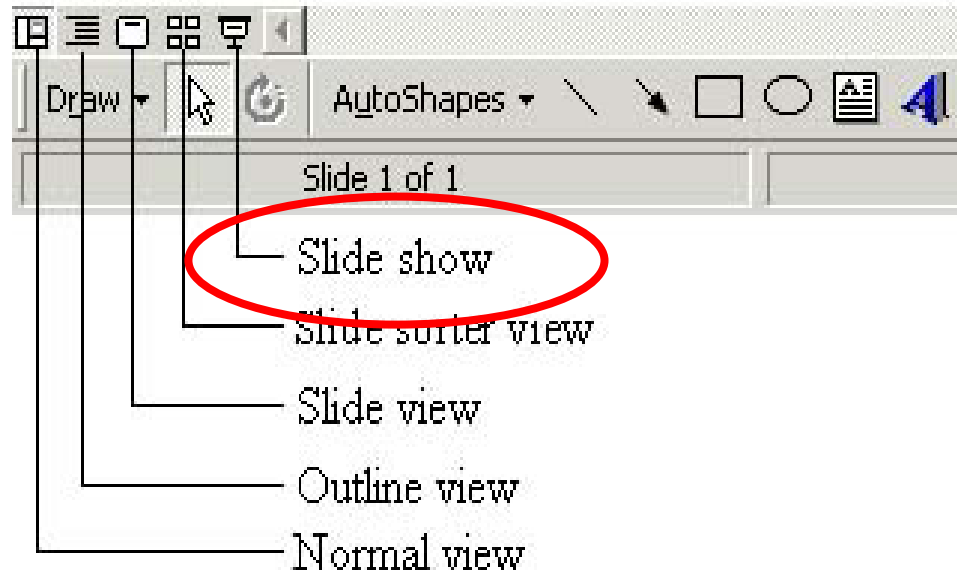 Draw AutoShapes
Slide 1 of 1
Slide show
Slide sorter view
Slide view
Outline view
Normal view